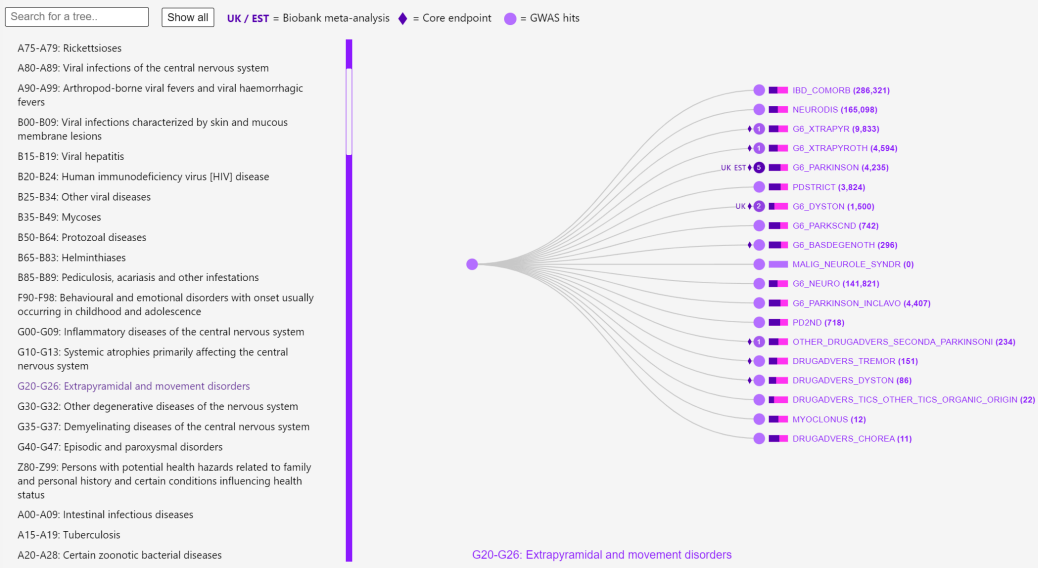 Search for a tree..
Show all
UK / EST = Biobank meta-analysis
= Core endpoint
= GWAS hits
A75-A79: Rickettsioses
A80-A89: Viral infections of the central nervous system
A90-A99: Arthropod-borne viral fevers and viral haemorrhagic
fevers
B00-B09: Viral infections characterized by skin and mucous
membrane lesions
B15-B19: Viral hepatitis
B20-B24: Human immunodeficiency virus [HIV] disease
B25-B34: Other viral diseases
B35-B49: Mycoses
B50-B64: Protozoal diseases
B65-B83: Helminthiases
B85-B89: Pediculosis, acariasis and other infestations
F90-F98: Behavioural and emotional disorders with onset usually
occurring in childhood and adolescence
G00-G09: Inflammatory diseases of the central nervous system
G10-G13: Systemic atrophies primarily affecting the central
nervous system
G20-G26: Extrapyramidal and movement disorders
G30-G32: Other degenerative diseases of the nervous system
G35-G37: Demyelinating diseases of the central nervous system
G40-G47: Episodic and paroxysmal disorders
Z80-Z99: Persons with potential health hazards related to family
and personal history and certain conditions influencing health
status
A00-A09: Intestinal infectious diseases
A15-A19: Tuberculosis
A20-A28: Certain zoonotic bacterial diseases
IBD_COMORB (286,321)
NEURODIS (165,098)
1 G6_XTRAPYR (9,833)
1 G6_XTRAPYROTH (4,594)
UK EST 5 G6_PARKINSON (4,235)
PDSTRICT (3,824)
UK 2 G6_DYSTON (1,500)
G6_PARKSCND (742)
G6_BASDEGENOTH (296)
MALIG_NEUROLE_SYNDR (0)
G6_NEURO (141,821)
G6_PARKINSON_INCLAVO (4,407)
PD2ND (718)
1 OTHER_DRUGADVERS_SECONDA_PARKINSONI (234)
DRUGADVERS_TREMOR (151)
DRUGADVERS_DYSTON (86)
DRUGADVERS_TICS_OTHER_TICS_ORGANIC_ORIGIN (22)
MYOCLONUS (12)
DRUGADVERS_CHOREA (11)
G20-G26: Extrapyramidal and movement disorders